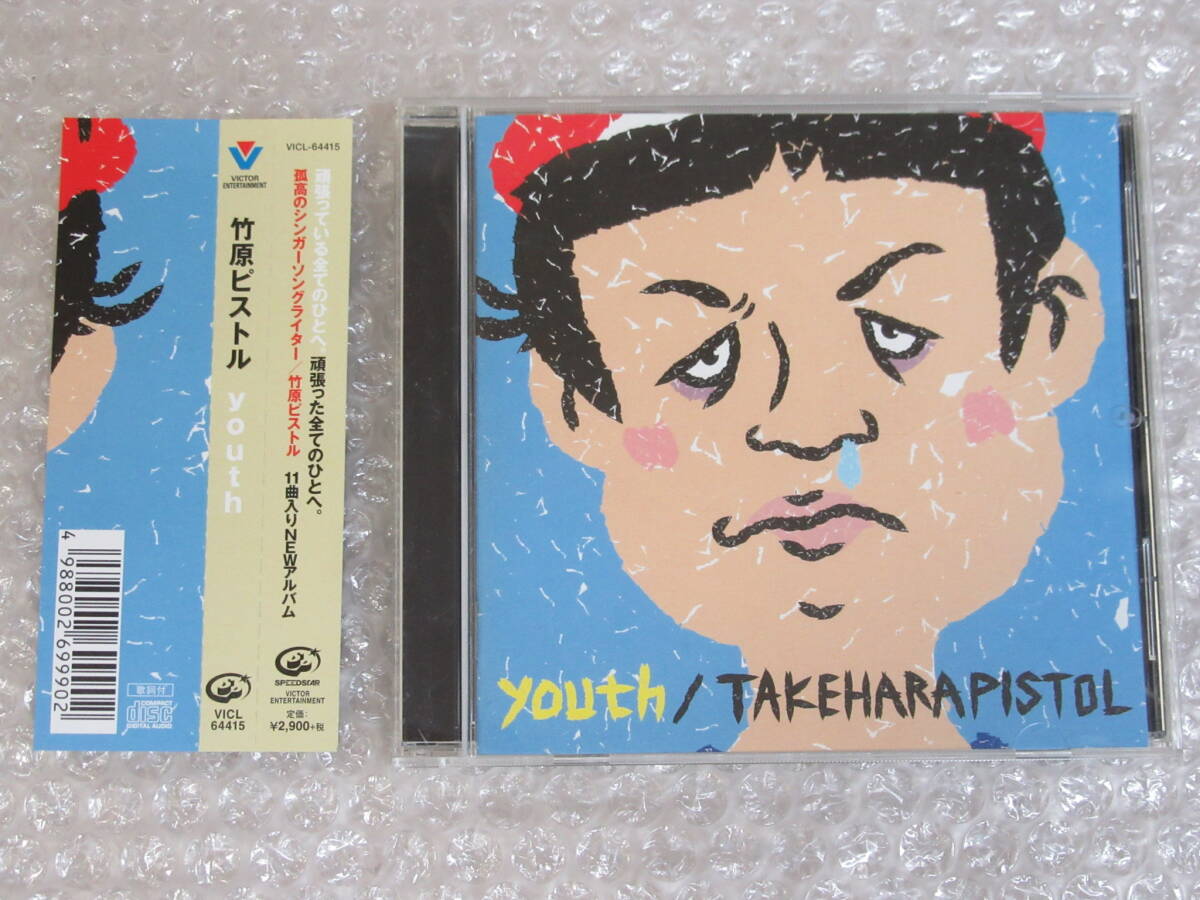 VICTOR
ENTERTAINMENT
竹原ピストル
youth
4 988002 699902
歌詞付
COMPACT
disc
DIGITAL AUDIO
VICL
64415
VICL-64415
頑張っている全てのひとへ。頑張った全てのひとへ。
孤高のシンガーソングライター/竹原ピストル 11曲入りNEWアルバム
SPEEDSTAR
VICTOR
ENTERTAINMENT
定価:
¥2,900+税
youth / TAKEHARAPISTOL